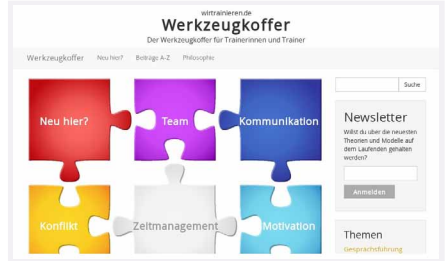 wirtrainieren.de
Werkzeugkoffer
Der Werkzeugkoffer für Trainerinnen und Trainer
Werkzeugkoffer Neu hier? Beiträge A-Z Philosophie
Suche
Neu hier?
Team
Kommunikation
Newsletter
Willst du über die neuesten
Theorien und Modelle auf
dem Laufenden gehalten
werden?
Anmelden
Konflikt
Zeitmanagement
Motivation
Themen
Gesprächsführung